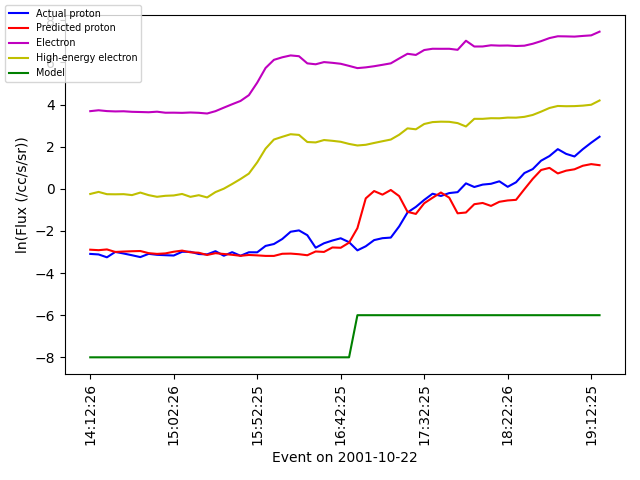 Actual proton
Predicted proton
Electron
High-energy electron
Model
4
2
0
−2
−4
−6
−8
ln(Flux (/cc/s/sr))
14:12:26
15:02:26
15:52:25
16:42:25
17:32:25
18:22:26
19:12:25
Event on 2001-10-22